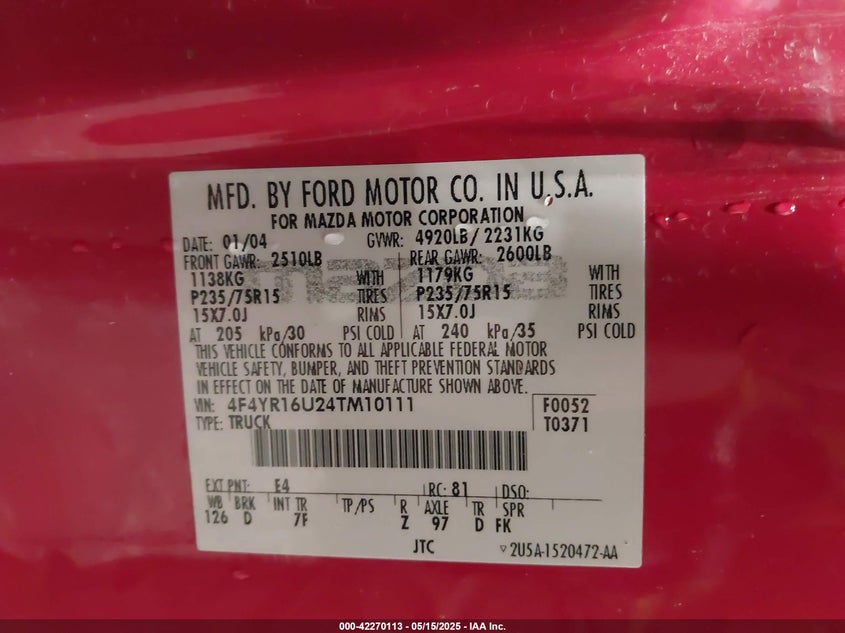 MFD. BY FORD MOTOR CO. IN U.S.A.
FOR MAZDA MOTOR CORPORATION
DATE: 01/04 GVWR: 4920LB/2231KG
FRONT GAWR: 2510LB REAR GAWR: 2600LB
1138KG WITH 1179KG WITH
P235/75R15 TIRES P235/75R15 TIRES
15X7.0J RIMS 15X7.0J RIMS
AT 205 kPa/30 PSI COLD AT 240 kPa/35 PSI COLD
THIS VEHICLE CONFORMS TO ALL APPLICABLE FEDERAL MOTOR
VEHICLE SAFETY, BUMPER, AND THEFT PREVENTION STANDARDS
IN EFFECT ON THE DATE OF MANUFACTURE SHOWN ABOVE.
VIN: 4F4YR16U24TM10111 F0052
TYPE: TRUCK T0371
EXT PNT: E4 RC: 81 DSO:
WB BRK INT TR TP/PS R AXLE TR SPR
126 D 7F Z 97 D FK
JTC 2U5A-1520472-AA
mazda
000-42270113 - 05/15/2025 - IAA Inc.